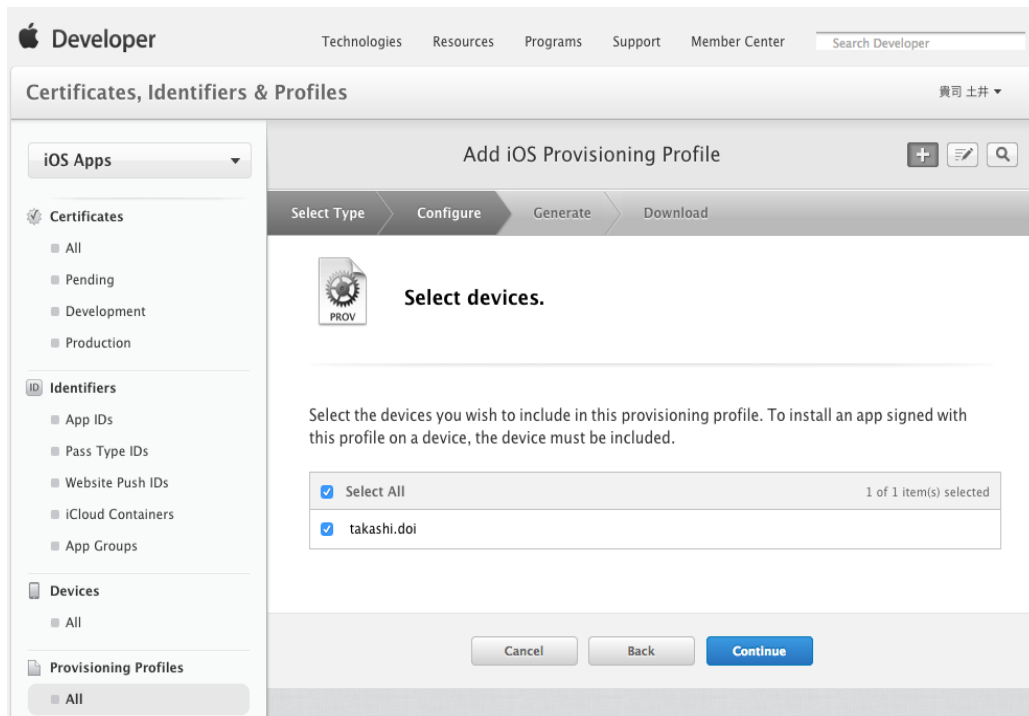 Developer
Technologies Resources Programs Support Member Center Search Developer
Certificates, Identifiers & Profiles
貴司 土井
iOS Apps
Certificates
All
Pending
Development
Production
ID Identifiers
App IDs
Pass Type IDs
Website Push IDs
iCloud Containers
App Groups
Devices
All
Provisioning Profiles
All
Add iOS Provisioning Profile
Select Type Configure Generate Download
PROV
Select devices.
Select the devices you wish to include in this provisioning profile. To install an app signed with
this profile on a device, the device must be included.
Select All 1 of 1 item(s) selected
takashi.doi
Cancel Back Continue